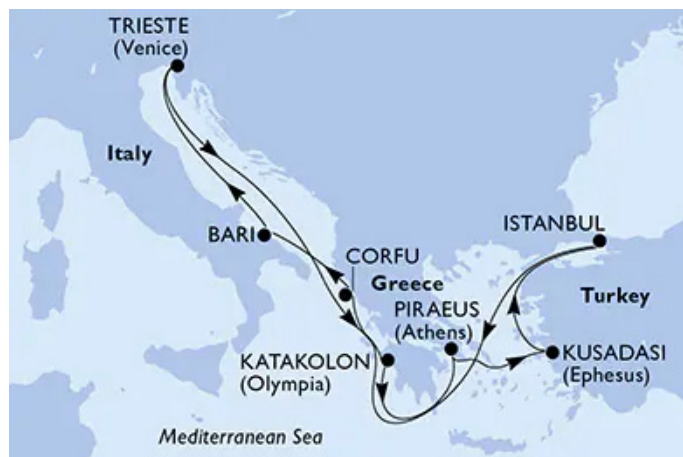 TRIESTE
(Venice)
Italy
ISTANBUL
BARI
CORFU
Greece
PIRAEUS
(Athens)
Turkey
KATAKOLON
(Olympia)
KUSADASI
(Ephesus)
Mediterranean Sea